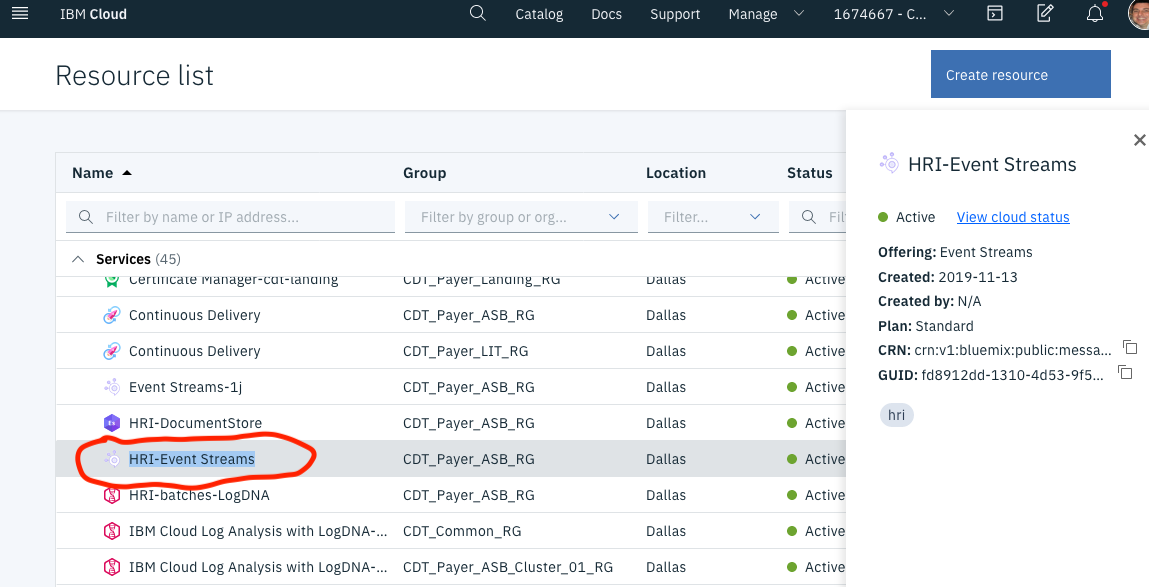 IBM Cloud Catalog Docs Support Manage 1674667 - C...
Resource list
Create resource
Name Group Location Status
Filter by name or IP address... Filter by group or org... Filter... Fil
Services (45)
Certificate Manager-cdt-landing CDT_Payer_Landing_RG Dallas Active
Continuous Delivery CDT_Payer_ASB_RG Dallas Active
Continuous Delivery CDT_Payer_LIT_RG Dallas Active
Event Streams-1j CDT_Payer_ASB_RG Dallas Active
HRI-DocumentStore CDT_Payer_ASB_RG Dallas Active
HRI-Event Streams CDT_Payer_ASB_RG Dallas Active
HRI-batches-LogDNA CDT_Payer_ASB_RG Dallas Active
IBM Cloud Log Analysis with LogDNA-... CDT_Common_RG Dallas Active
IBM Cloud Log Analysis with LogDNA-... CDT_Payer_ASB_Cluster_01_RG Dallas Active
HRI-Event Streams
Active View cloud status
Offering: Event Streams
Created: 2019-11-13
Created by: N/A
Plan: Standard
CRN: crn:v1:bluemix:public:messa...
GUID: fd8912dd-1310-4d53-9f5...
hri